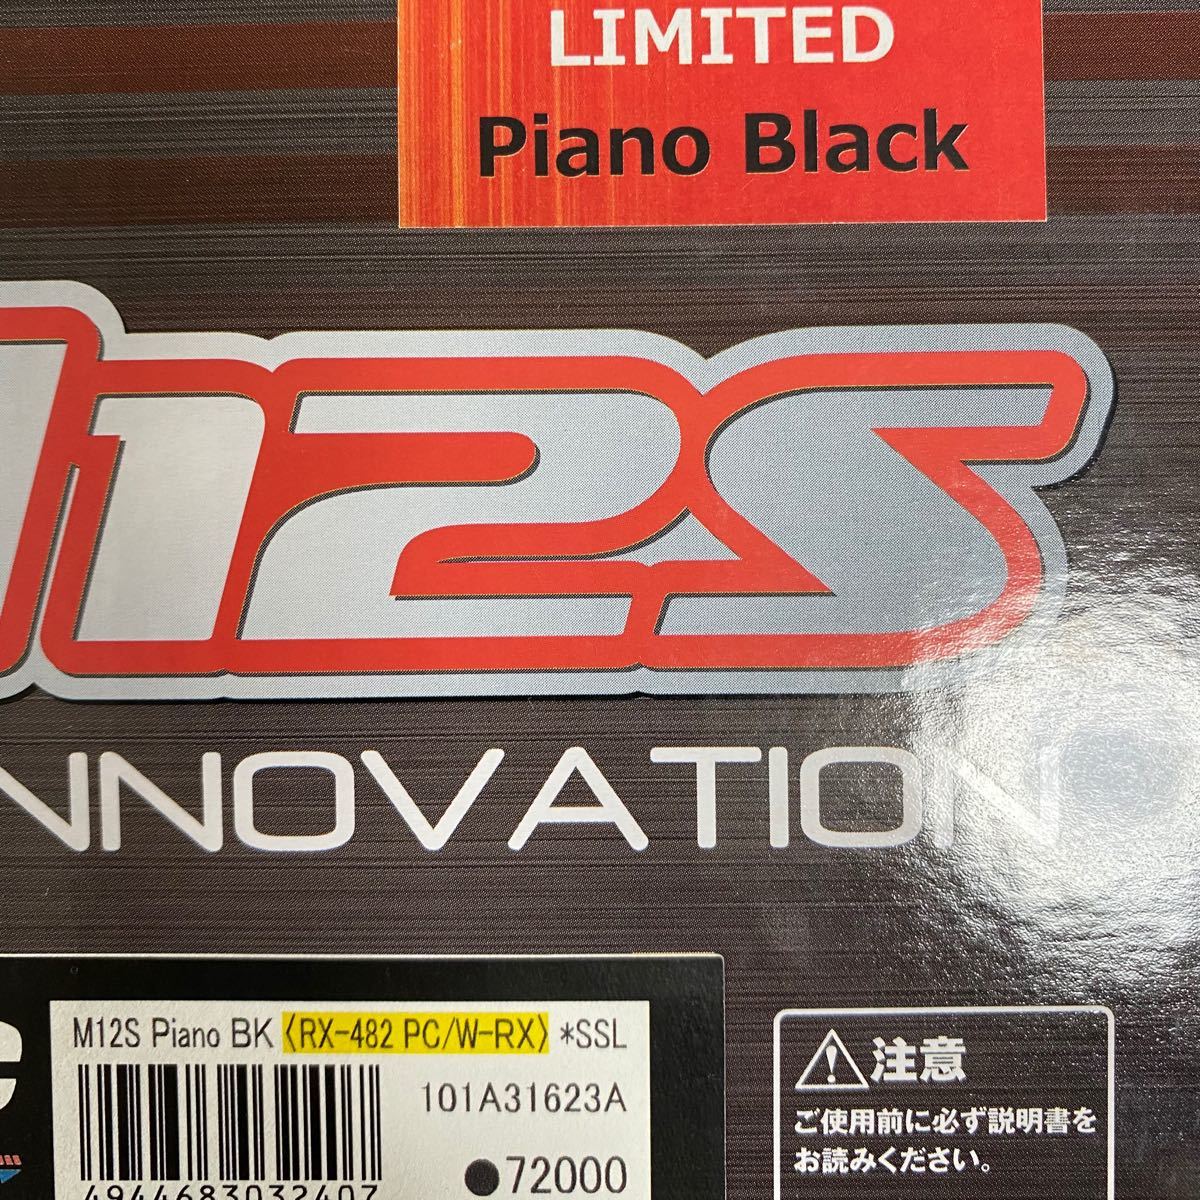 LIMITED
Piano Black
M12S
INNOVATION
M12S Piano BK 〈RX-482 PC/W-RX〉 *SSL
101A31623A
●72000
4944683032407
注意
ご使用前に必ず説明書を
お読みください。